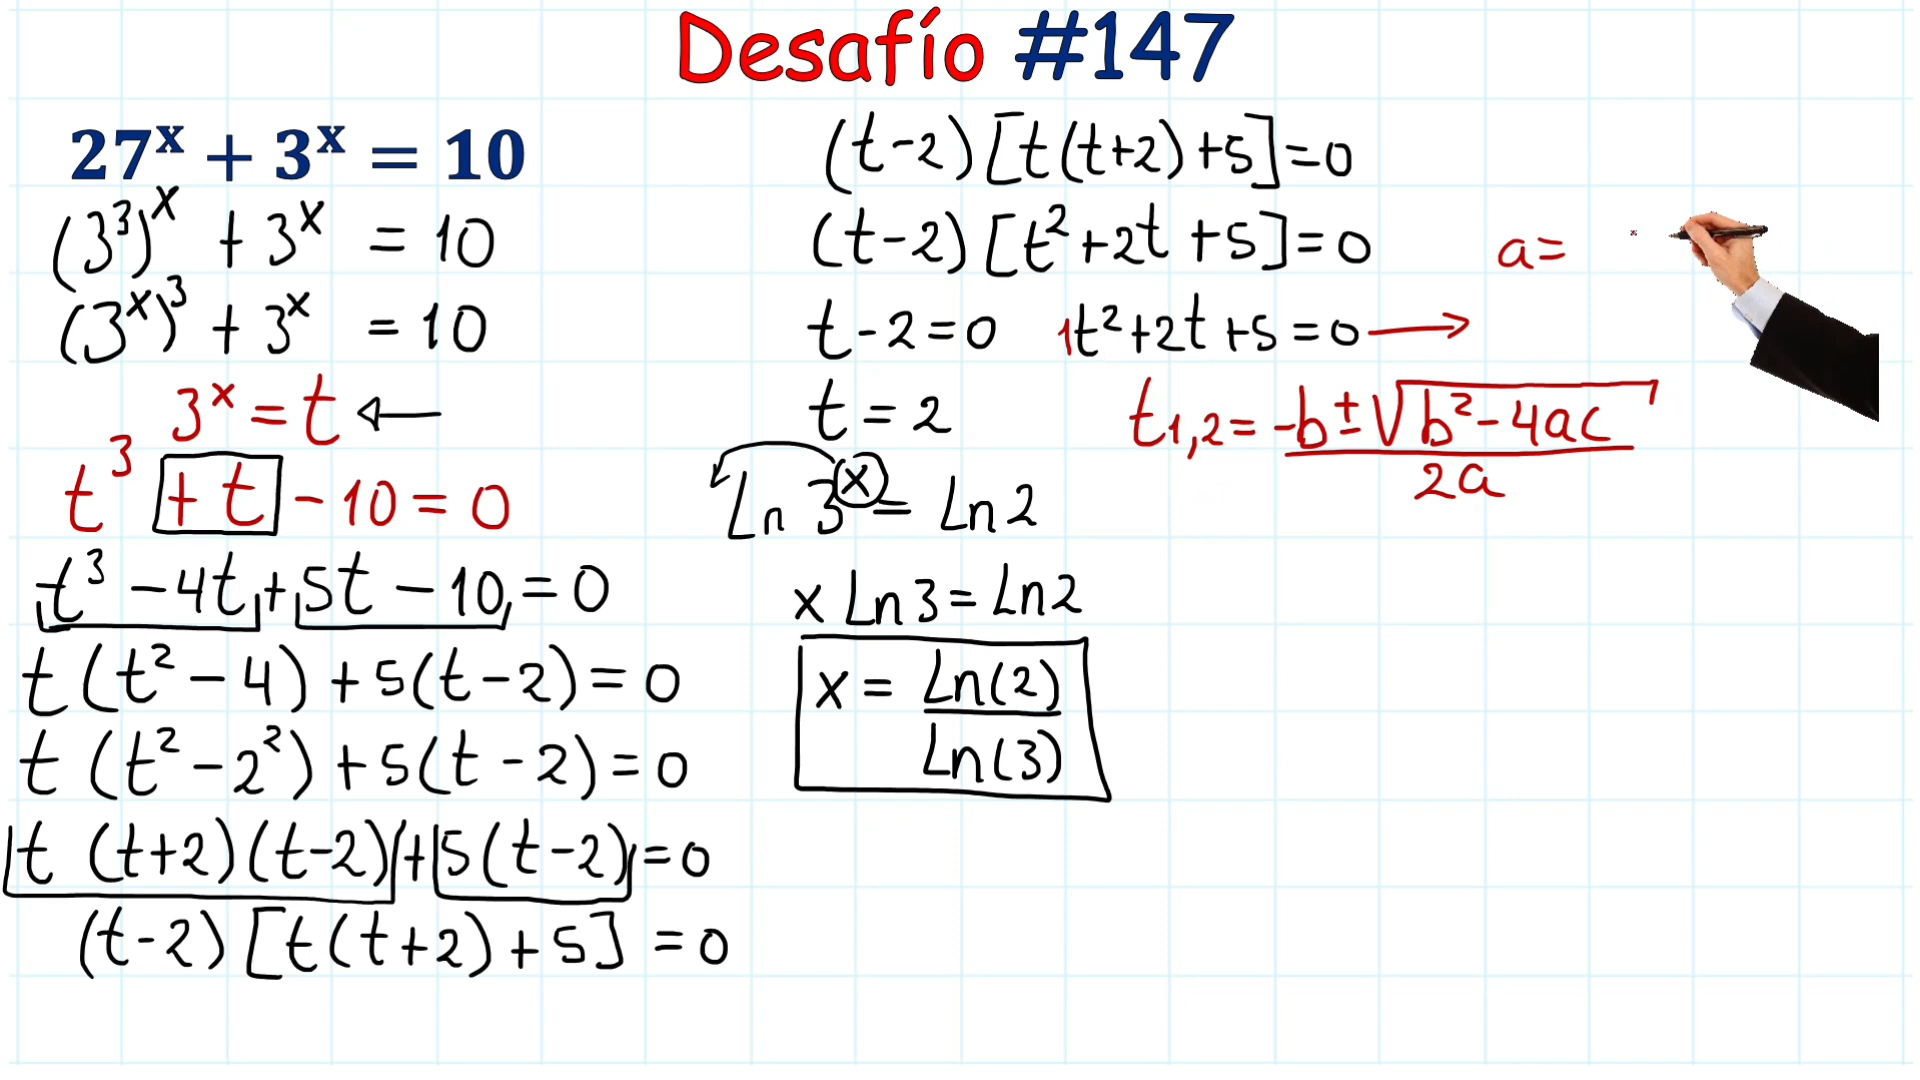 Desafío #147
27ˣ + 3ˣ = 10
(3³)ˣ + 3ˣ = 10
(3ˣ)³ + 3ˣ = 10
3ˣ = t ←
t³ + t - 10 = 0
t³ - 4t + 5t - 10 = 0
t (t² - 4) + 5(t - 2) = 0
t (t² - 2²) + 5(t - 2) = 0
t (t+2)(t-2) + 5(t-2) = 0
(t-2) [t(t+2) + 5] = 0
(t-2) [t(t+2) +5] = 0
(t-2) [t² + 2t + 5] = 0
t - 2 = 0
t = 2
Ln 3ˣ = Ln 2
x Ln 3 = Ln 2
x = Ln(2) / Ln(3)
1t² + 2t + 5 = 0 →
t1,2 = -b ± √(b² - 4ac) / 2a
a =